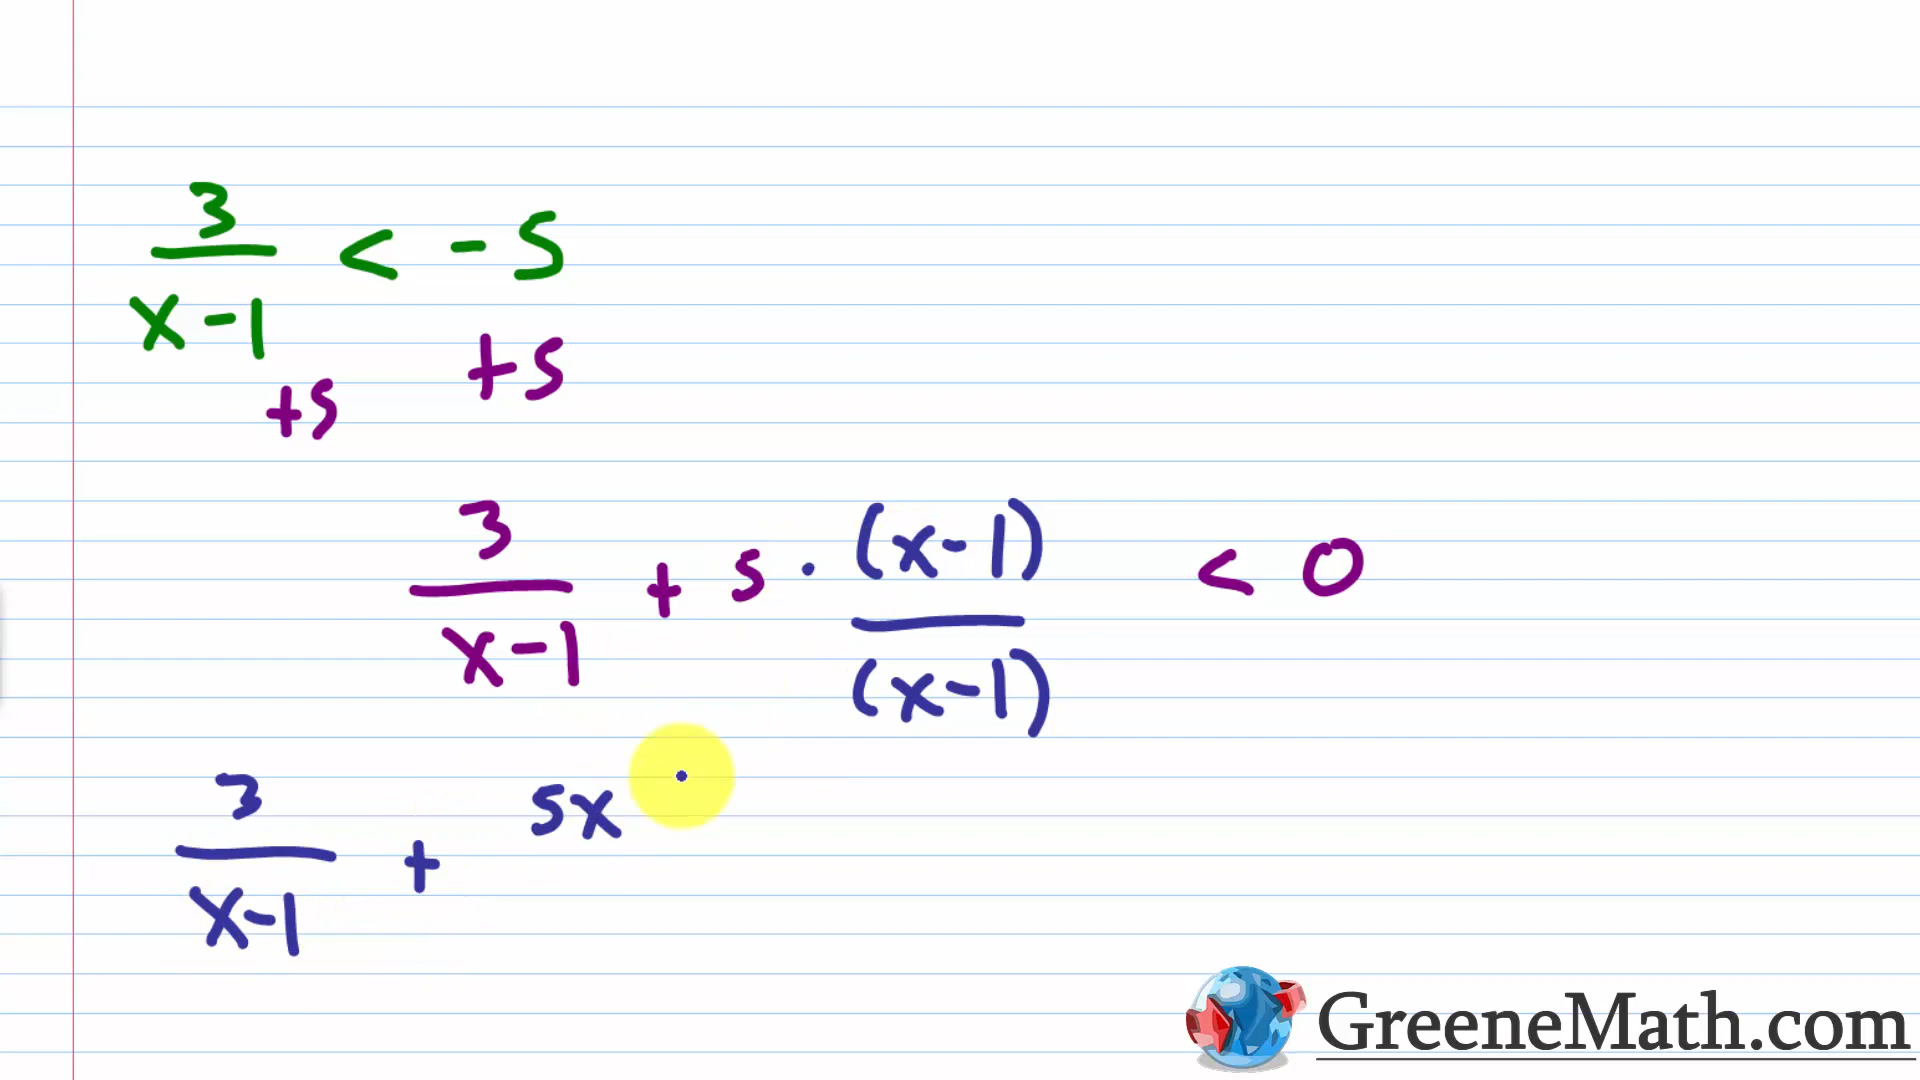 3/(x-1) < -5
+5 +5
3/(x-1) + 5 · (x-1)/(x-1) < 0
3/(x-1) + 5x
GreeneMath.com